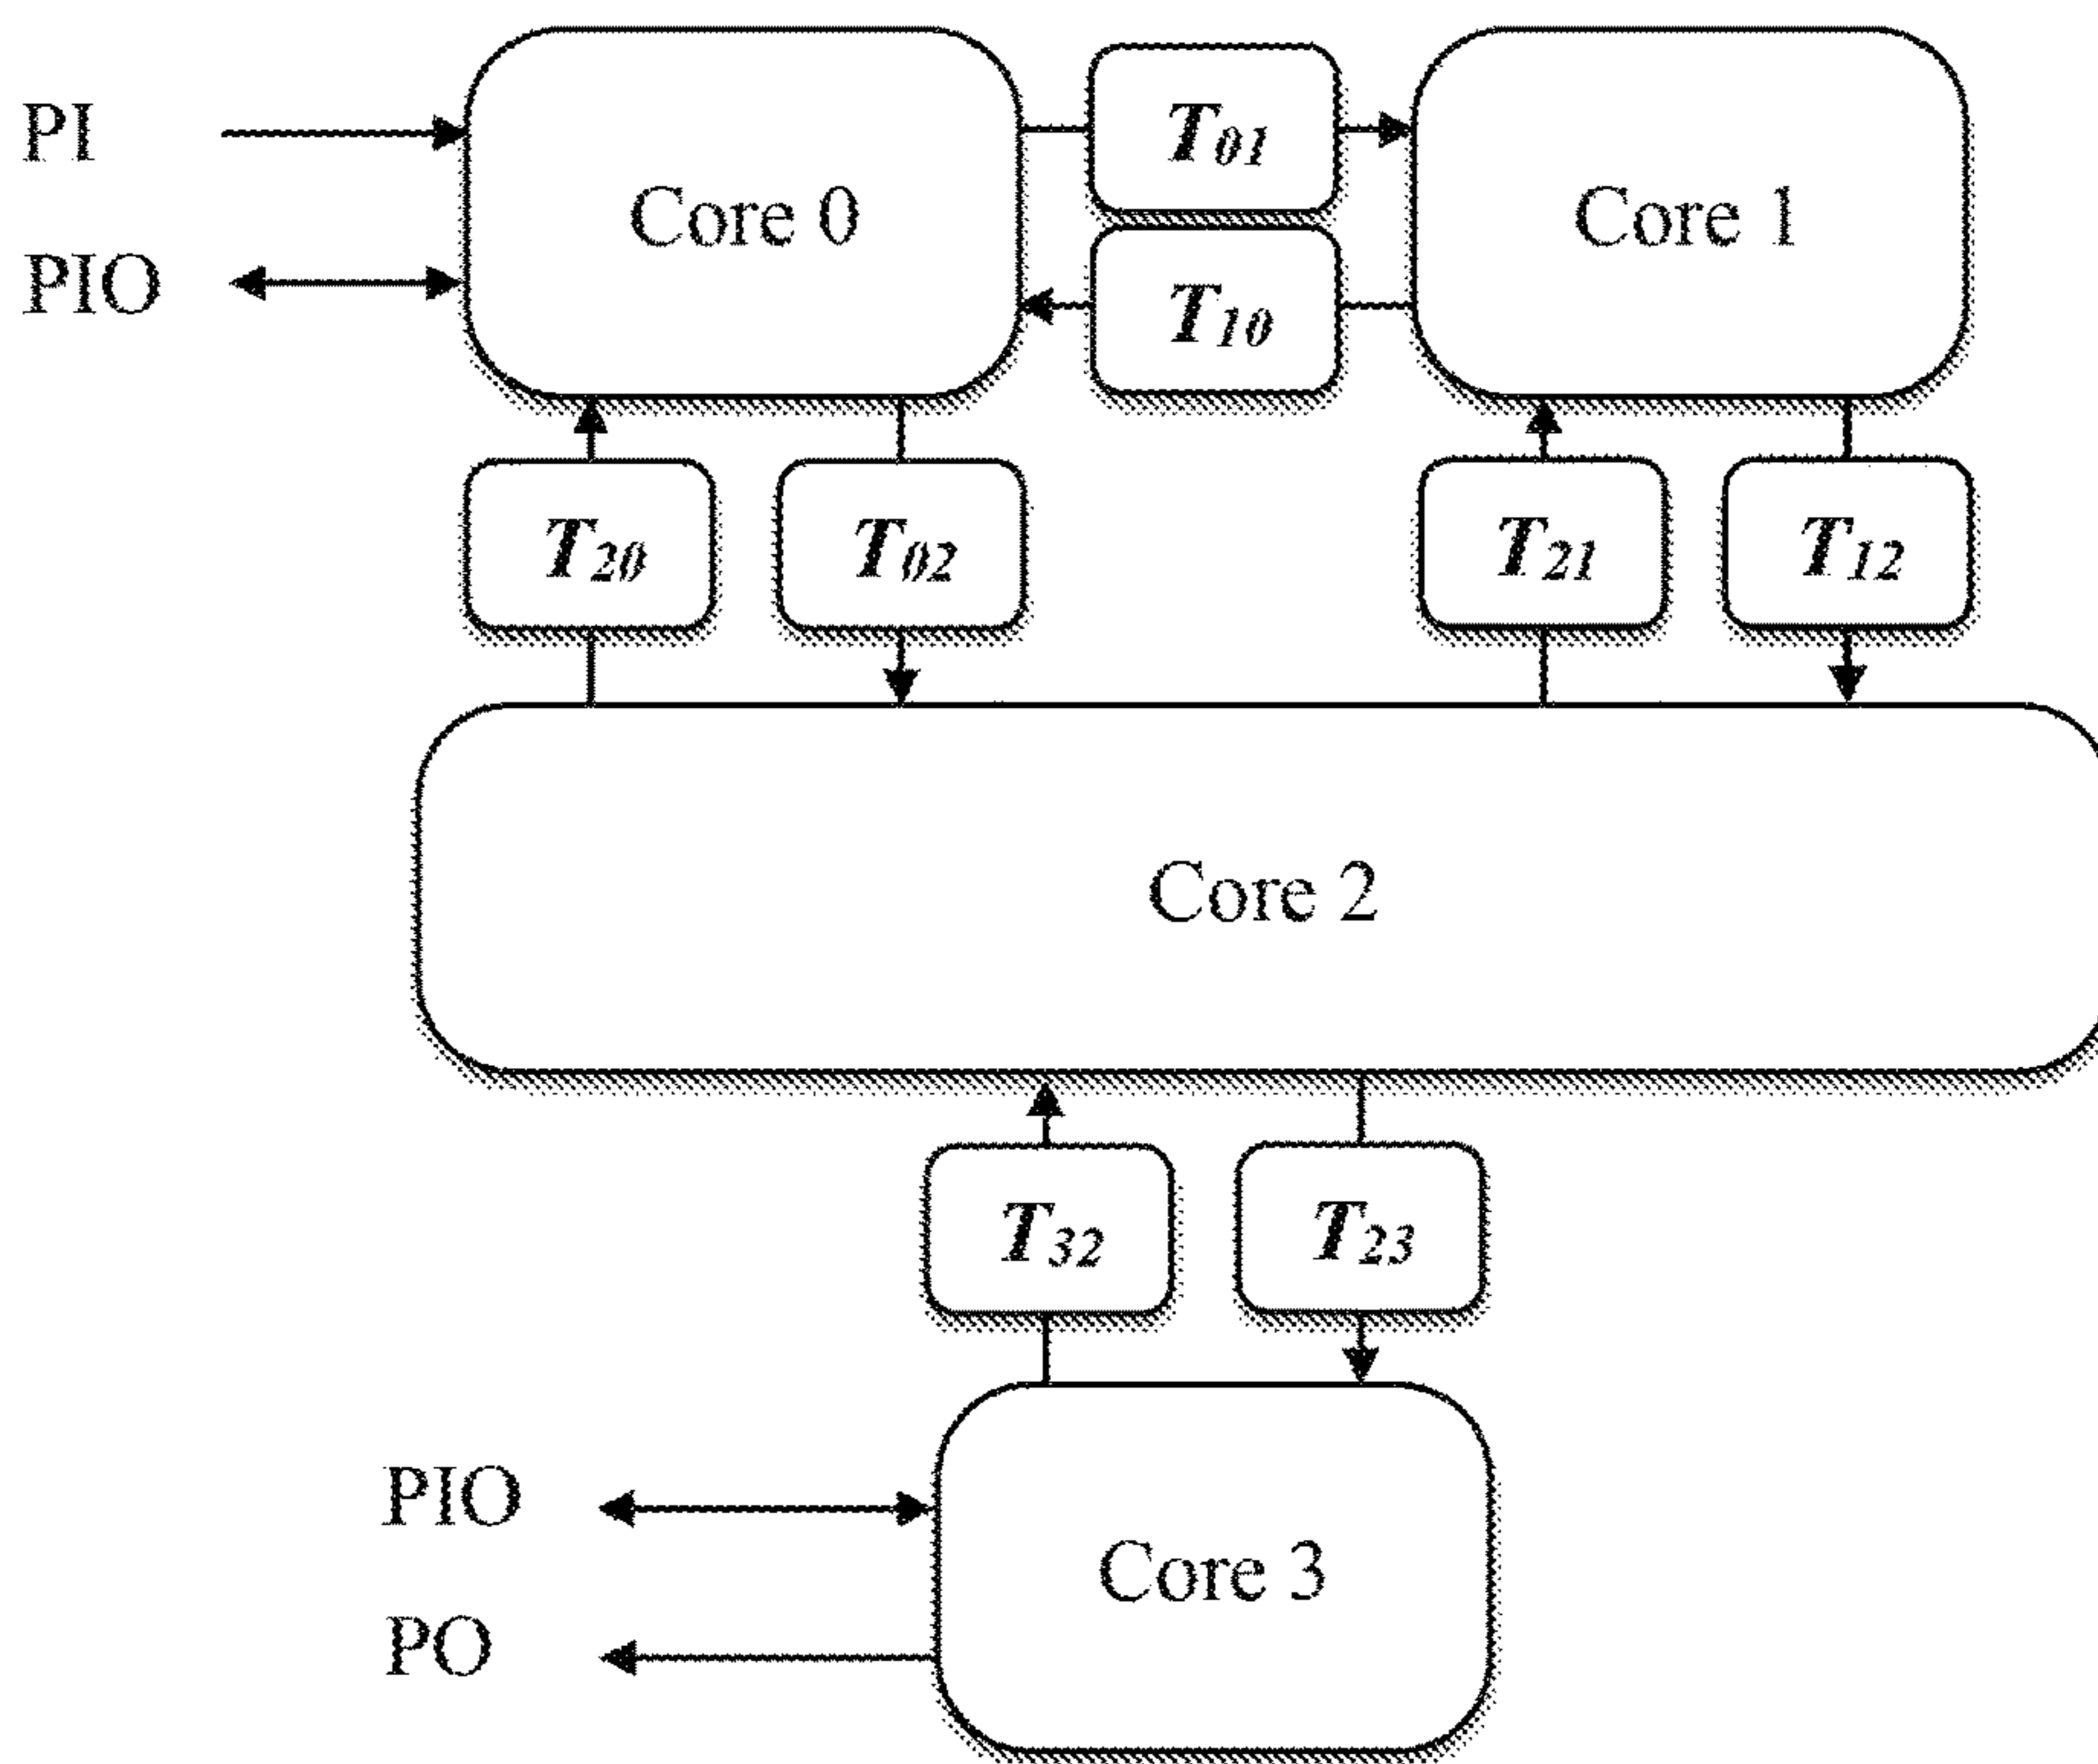 PI
T01
Core 0
Core 1
PIO
T10
T20
T02
T21
T12
Core 2
T32
T23
PIO
Core 3
PO